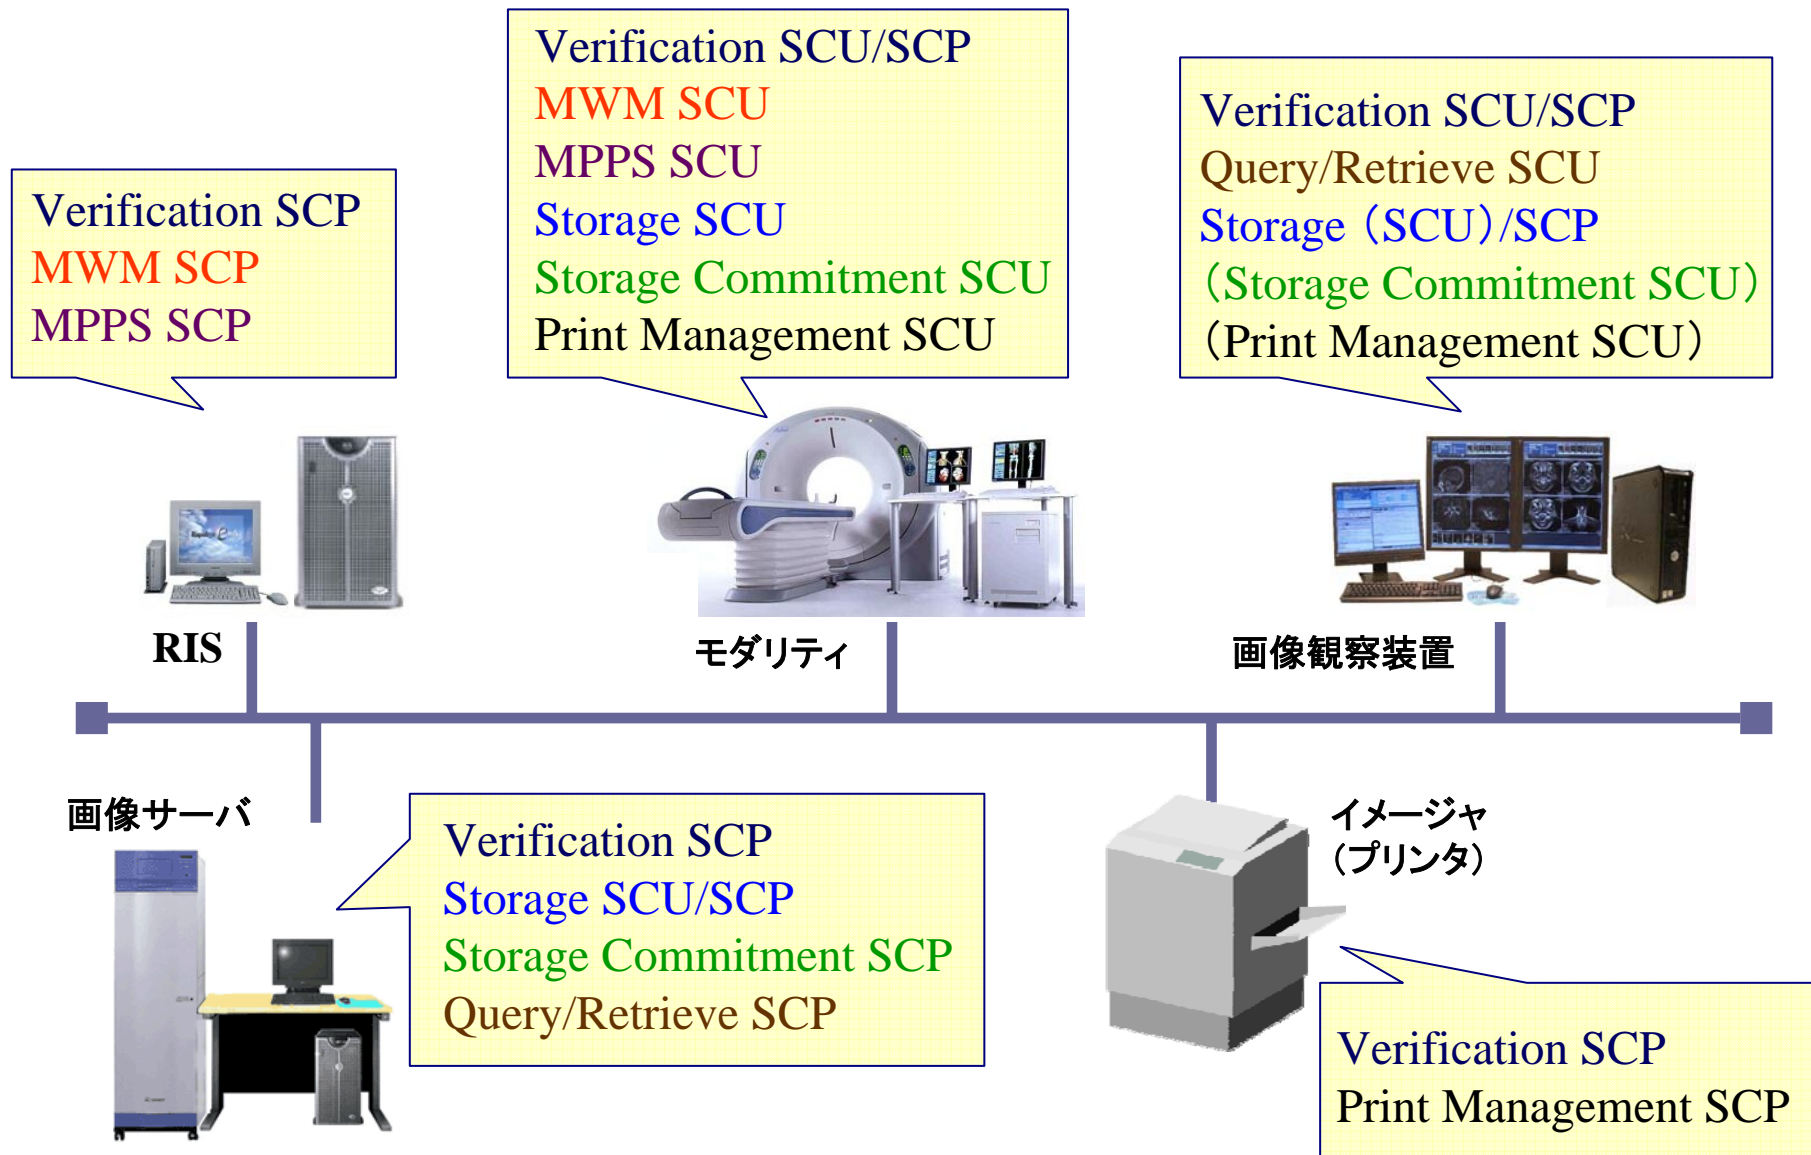 Verification SCP
MWM SCP
MPPS SCP
RIS
Verification SCU/SCP
MWM SCU
MPPS SCU
Storage SCU
Storage Commitment SCU
Print Management SCU
モダリティ
Verification SCU/SCP
Query/Retrieve SCU
Storage（SCU）/SCP
（Storage Commitment SCU）
（Print Management SCU）
画像観察装置
画像サーバ
Verification SCP
Storage SCU/SCP
Storage Commitment SCP
Query/Retrieve SCP
イメージャ
（プリンタ）
Verification SCP
Print Management SCP